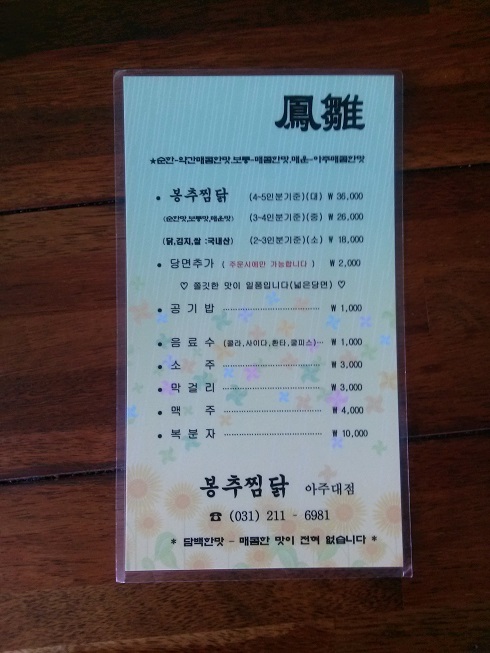 鳳雛
★순한-약간매콤한맛,보통-매콤한맛,매운-아주매콤한맛
• 봉추찜닭 (4~5인분기준)(대) ₩ 36,000
(순한맛,보통맛,매운맛) (3~4인분기준)(중) ₩ 26,000
(닭,김치,쌀 :국내산) (2~3인분기준)(소) ₩ 18,000
• 당면추가 ( 주문시에만 가능합니다 ) ₩ 2,000
♡ 쫄깃한 맛이 일품입니다(넓은당면) ♡
• 공 기 밥 ₩ 1,000
• 음 료 수 (콜라,사이다,환타,쿨피스) ₩ 1,000
• 소 주 ₩ 3,000
• 막 걸 리 ₩ 3,000
• 맥 주 ₩ 4,000
• 복 분 자 ₩ 10,000
봉추찜닭 아주대점
☎ (031) 211 - 6981
* 담백한맛 - 매콤한 맛이 전혀 없습니다 *